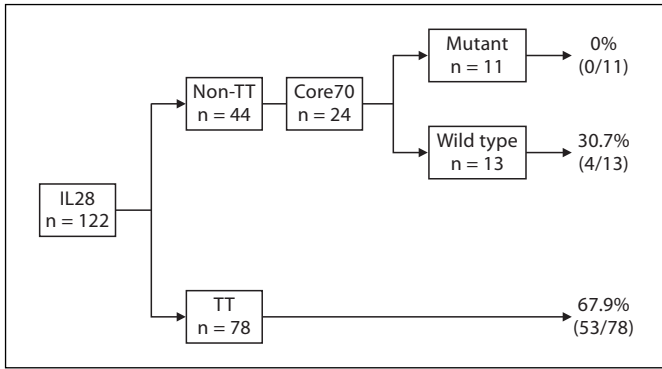 Mutant
n = 11
0%
(0/11)
Non-TT
n = 44
Core70
n = 24
Wild type
n = 13
30.7%
(4/13)
IL28
n = 122
TT
n = 78
67.9%
(53/78)